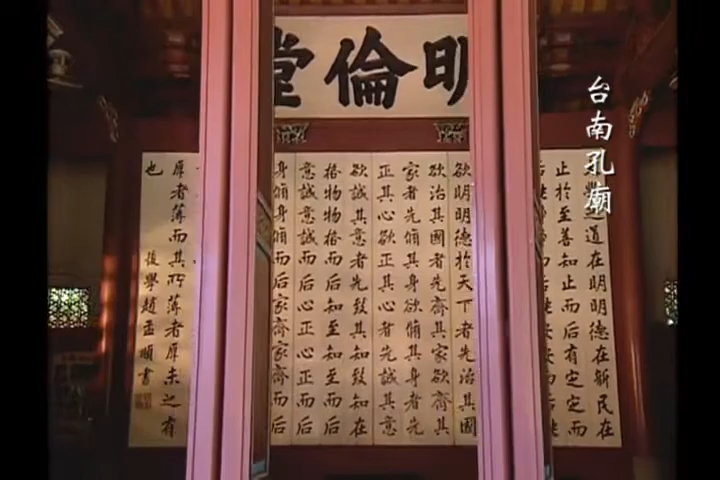 明倫堂
台南孔廟
道在明明德在新民在
止於至善知止而后有定定而
欲明明德於天下者先治其國
欲治其國者先齊其家欲齊其
家者先脩其身欲脩其身者先
正其心欲正其心者先誠其意
欲誠其意者先致其知致知在
格物物格而后知至知至而后
意誠意誠而后心正心正而后
身脩身脩而后家齊家齊而后
厚者薄而其所薄者厚未之有
也
後學趙孟頫書